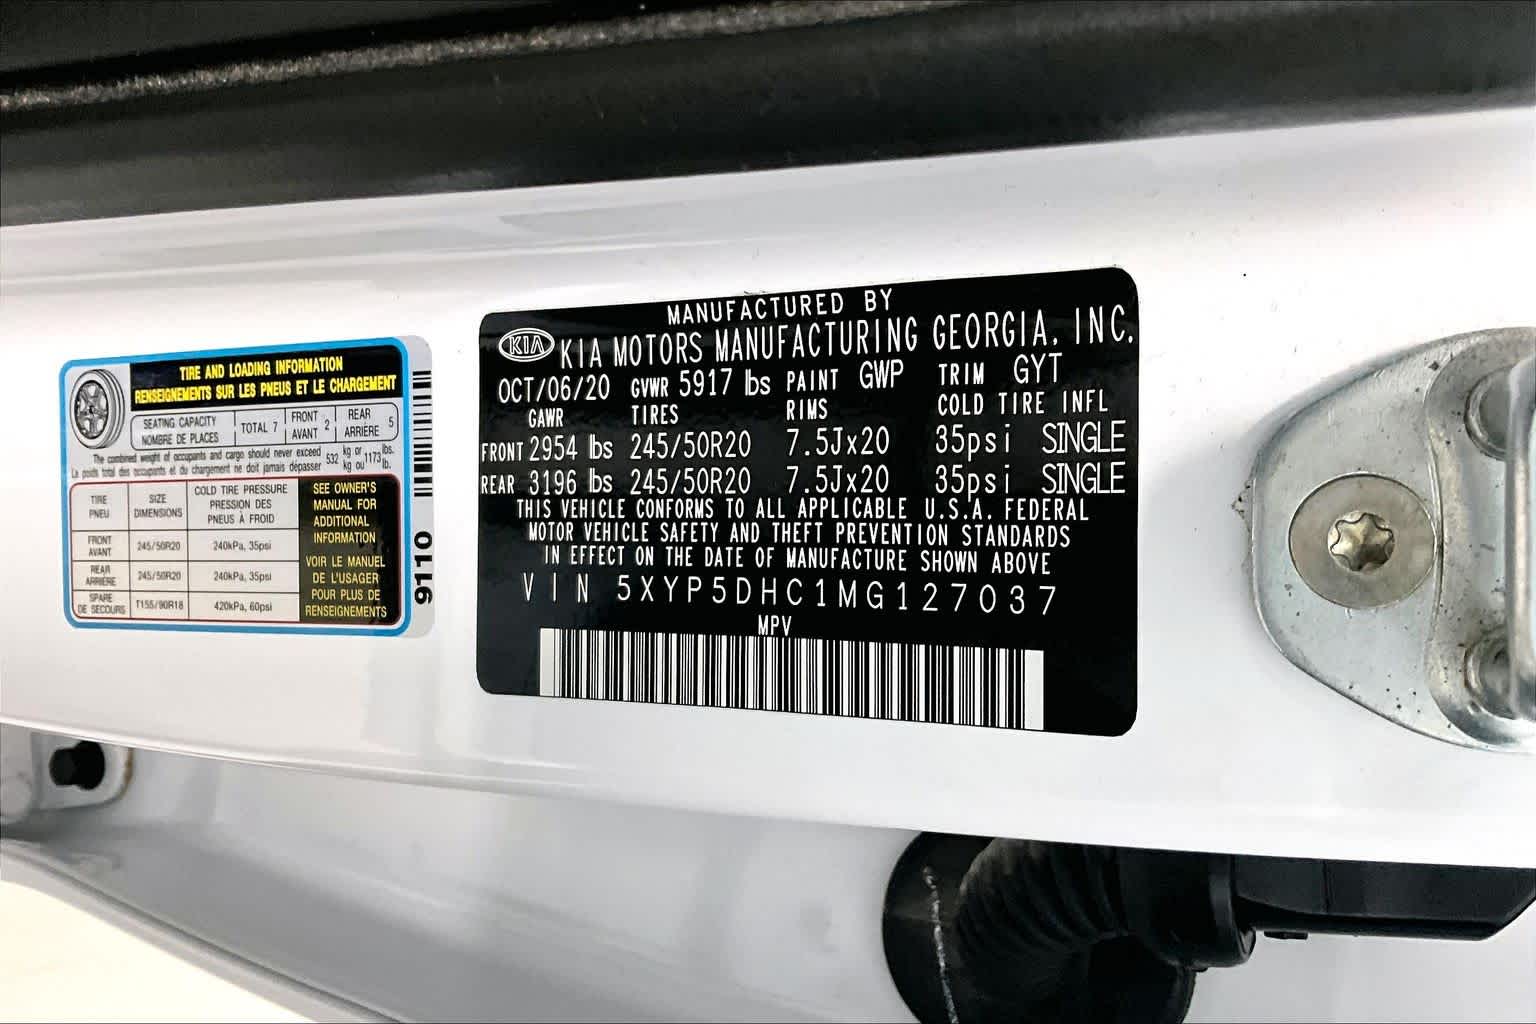 TIRE AND LOADING INFORMATION
RENSEIGNEMENTS SUR LES PNEUS ET LE CHARGEMENT
SEATING CAPACITY
NOMBRE DE PLACES
TOTAL 7
FRONT
AVANT
2
REAR
ARRIÈRE
5
The combined weight of occupants and cargo should never exceed 532 kg or 1173 lbs.
Le poids total des occupants et du chargement ne doit jamais dépasser kg ou lb.
TIRE
PNEU
SIZE
DIMENSIONS
COLD TIRE PRESSURE
PRESSION DES
PNEUS À FROID
FRONT
AVANT
245/50R20
240kPa, 35psi
REAR
ARRIÈRE
245/50R20
240kPa, 35psi
SPARE
DE SECOURS
T155/90R18
420kPa, 60psi
SEE OWNER'S
MANUAL FOR
ADDITIONAL
INFORMATION
VOIR LE MANUEL
DE L'USAGER
POUR PLUS DE
RENSEIGNEMENTS
9110
MANUFACTURED BY
KIA KIA MOTORS MANUFACTURING GEORGIA, INC.
OCT/06/20 GVWR 5917 lbs PAINT GWP TRIM GYT
GAWR TIRES RIMS COLD TIRE INFL
FRONT 2954 lbs 245/50R20 7.5Jx20 35psi SINGLE
REAR 3196 lbs 245/50R20 7.5Jx20 35psi SINGLE
THIS VEHICLE CONFORMS TO ALL APPLICABLE U.S.A. FEDERAL
MOTOR VEHICLE SAFETY AND THEFT PREVENTION STANDARDS
IN EFFECT ON THE DATE OF MANUFACTURE SHOWN ABOVE
VIN 5XYP5DHC1MG127037
MPV